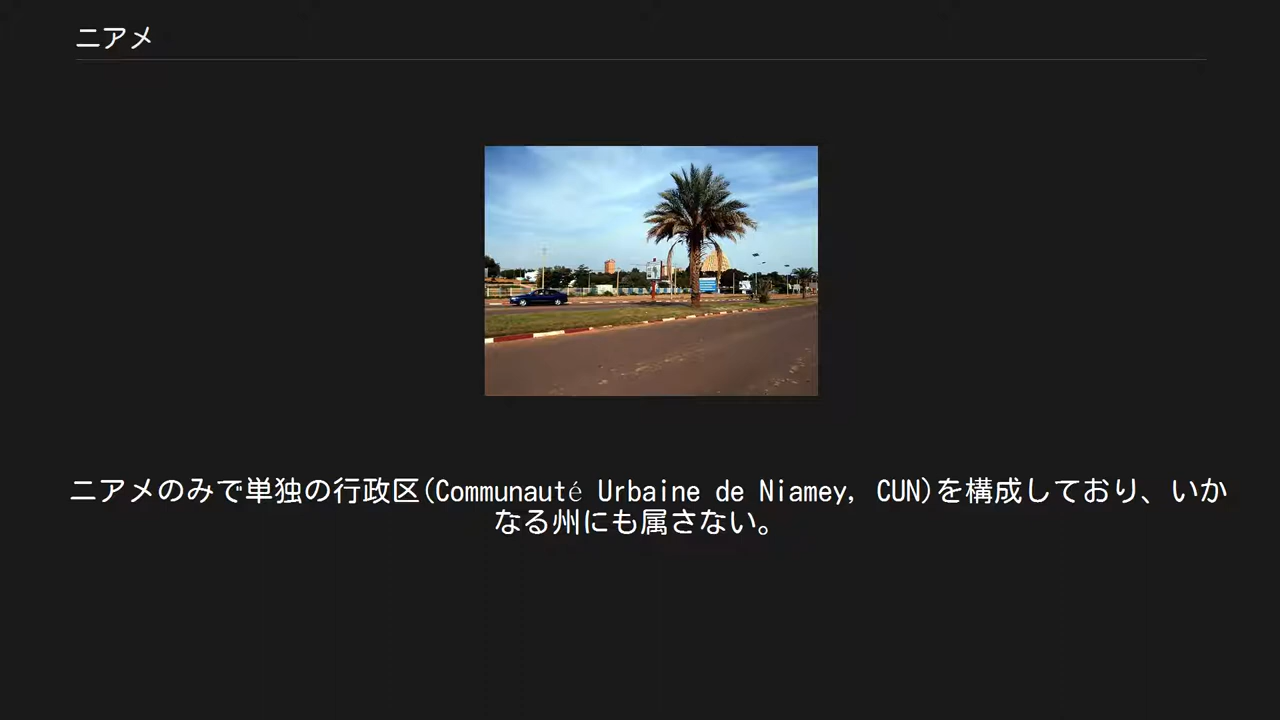 ニアメ
ニアメのみで単独の行政区(Communauté Urbaine de Niamey, CUN)を構成しており、いか
なる州にも属さない。